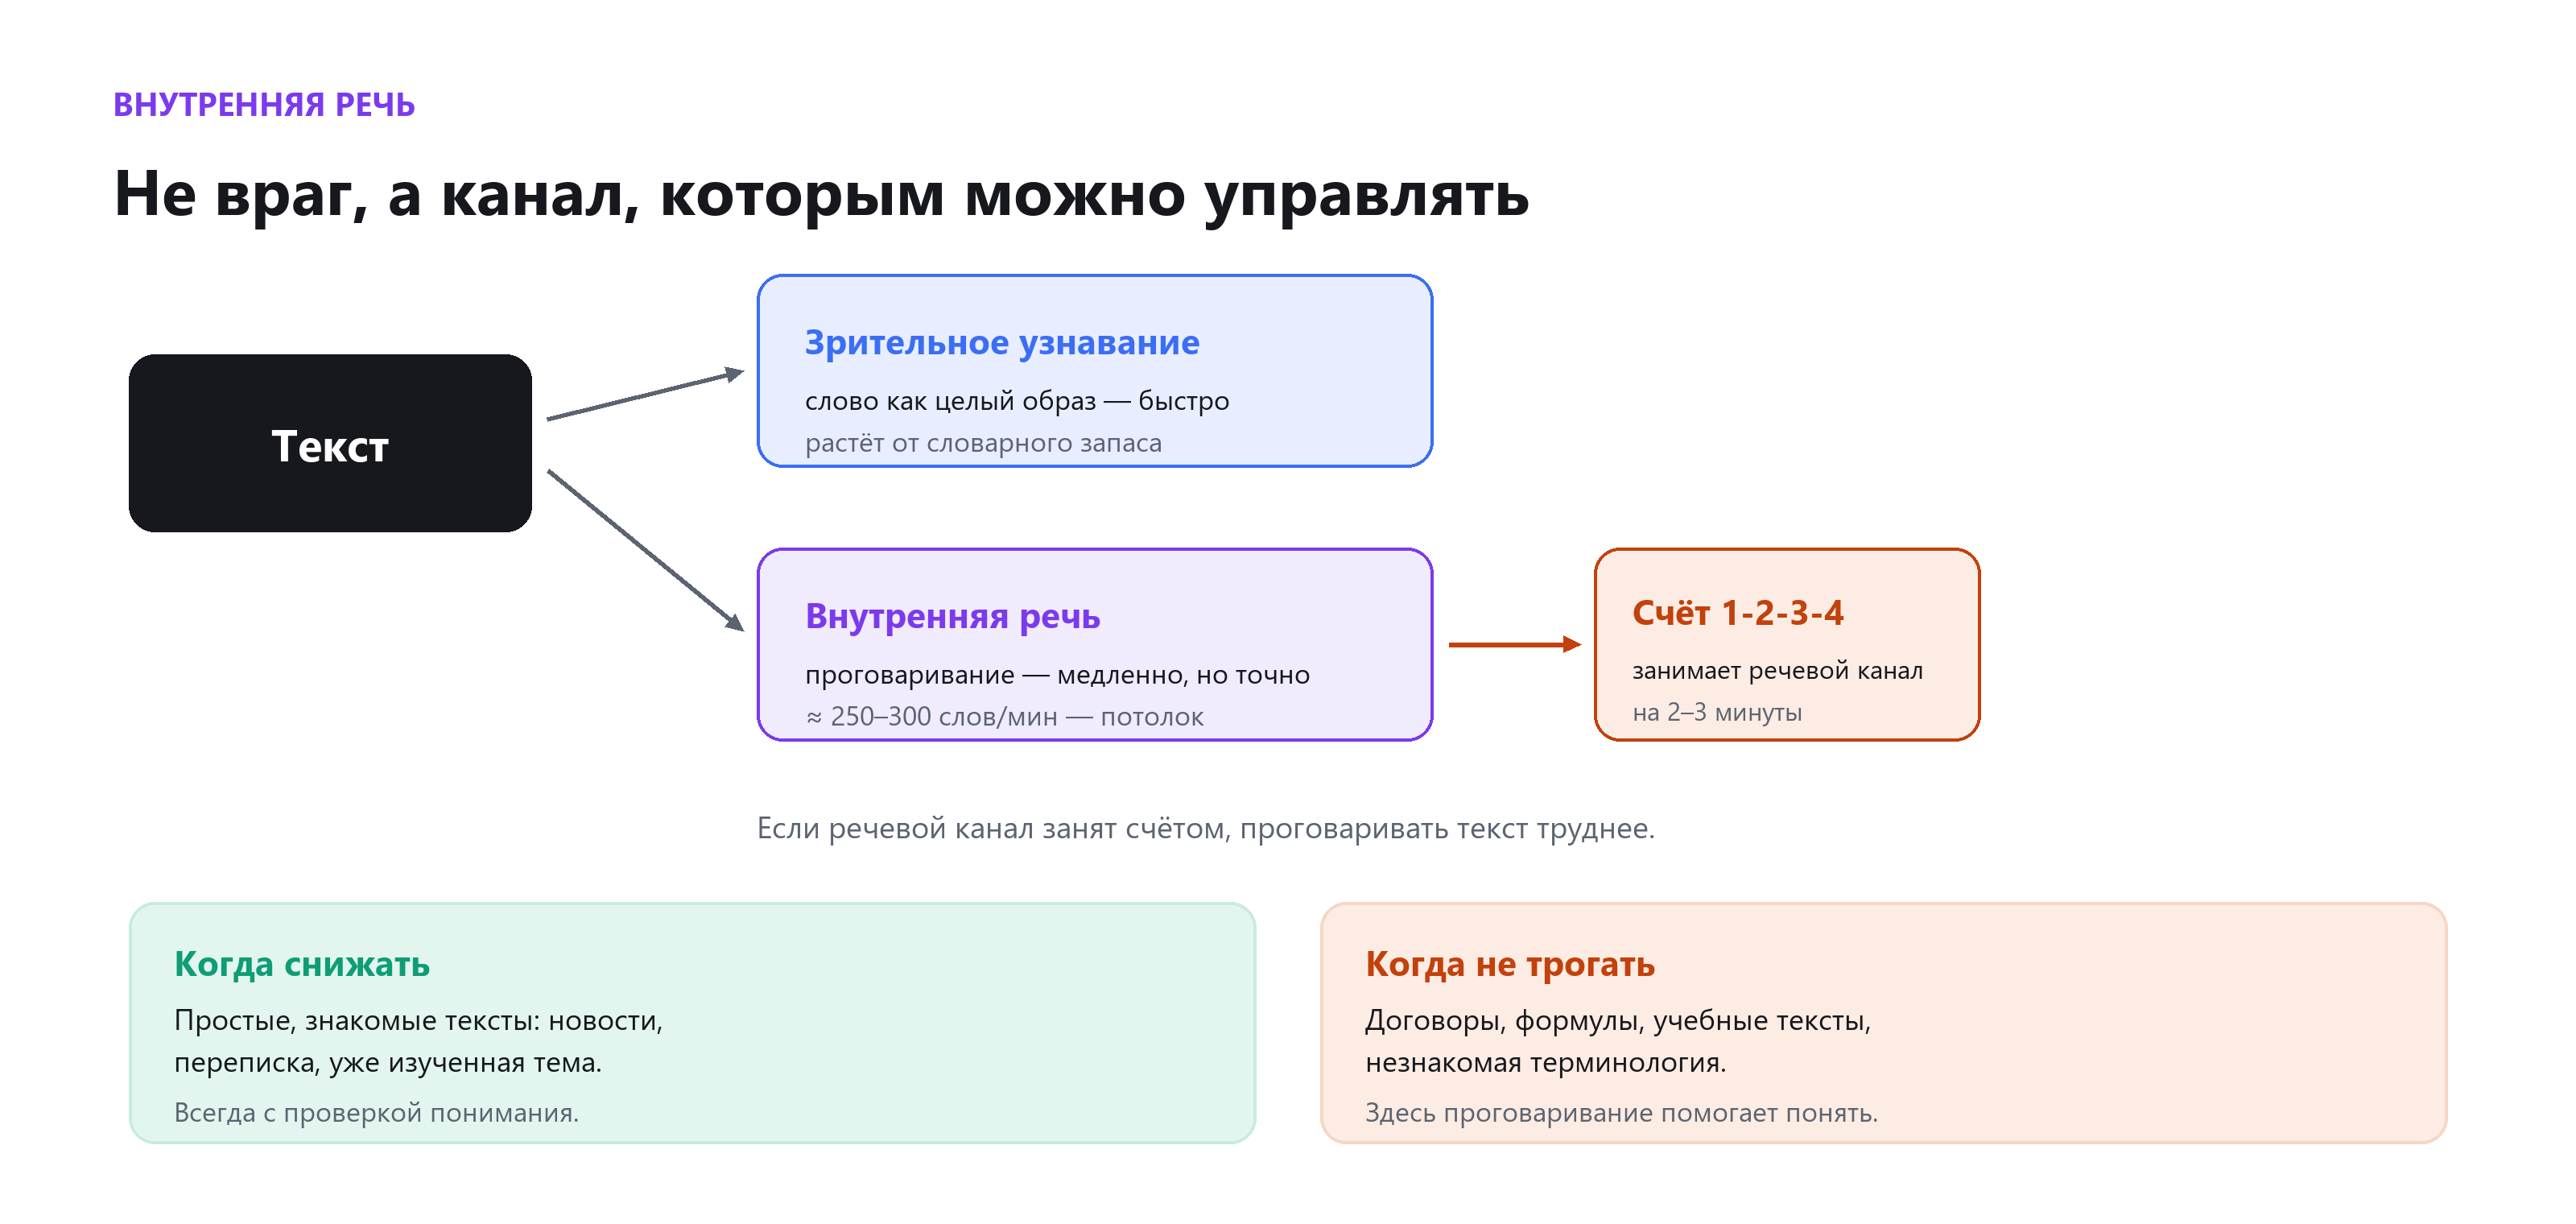 ВНУТРЕННЯЯ РЕЧЬ
Не враг, а канал, которым можно управлять
Текст
Зрительное узнавание
слово как целый образ — быстро
растёт от словарного запаса
Внутренняя речь
проговаривание — медленно, но точно
≈ 250–300 слов/мин — потолок
Счёт 1-2-3-4
занимает речевой канал
на 2–3 минуты
Если речевой канал занят счётом, проговаривать текст труднее.
Когда снижать
Простые, знакомые тексты: новости,
переписка, уже изученная тема.
Всегда с проверкой понимания.
Когда не трогать
Договоры, формулы, учебные тексты,
незнакомая терминология.
Здесь проговаривание помогает понять.